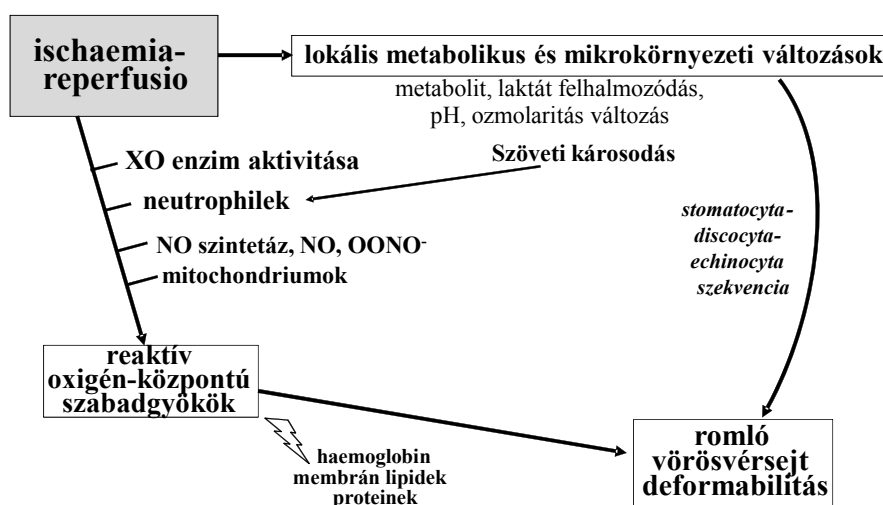 ischaemia-
reperfusio
lokális metabolikus és mikrokörnyezeti változások
metabolit, laktát felhalmozódás,
pH, ozmolaritás változás
XO enzim aktivitása
Szöveti károsodás
neutrophilek
stomatocyta-
discocyta-
echinocyta
szekvencia
NO szintetáz, NO, OONO-
mitochondriumok
reaktív
oxigén-központú
szabadgyökök
haemoglobin
membrán lipidek
proteinek
romló
vörösvérsejt
deformabilitás